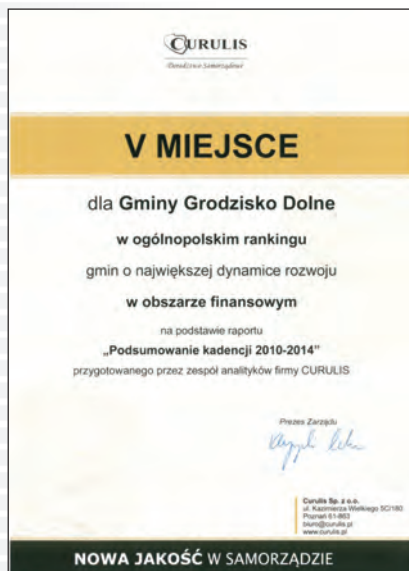 CURULIS
Doradztwo Samorządowe
V MIEJSCE
dla Gminy Grodzisko Dolne
w ogólnopolskim rankingu
gmin o największej dynamice rozwoju
w obszarze finansowym
na podstawie raportu
„Podsumowanie kadencji 2010-2014”
przygotowanego przez zespół analityków firmy CURULIS
Prezes Zarządu
Curulis Sp. z o.o.
ul. Kazimierza Wielkiego 5C/180
Poznań 61-863
biuro@curulis.pl
www.curulis.pl
NOWA JAKOŚĆ W SAMORZĄDZIE